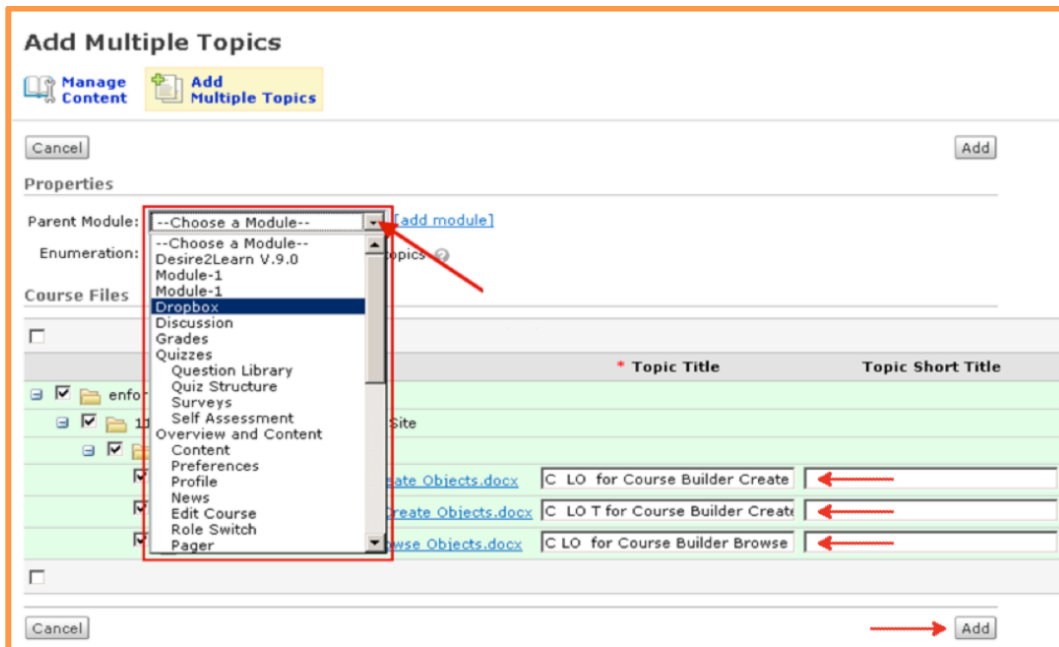 Add Multiple Topics
Manage Content
Add Multiple Topics
Cancel Add
Properties
Parent Module: --Choose a Module-- [add module]
--Choose a Module--
Enumeration: Desire2Learn V.9.0 topics
Module-1
Module-1
Course Files
Dropbox
Discussion
Grades
Quizzes
Question Library
* Topic Title Topic Short Title
Quiz Structure
Surveys
Self Assessment
Site
Overview and Content
Content
Preferences
Profile
Create Objects.docx C LO for Course Builder Create
News
Edit Course
Create Objects.docx C LO T for Course Builder Create
Role Switch
Pager
Browse Objects.docx C LO for Course Builder Browse
Cancel Add